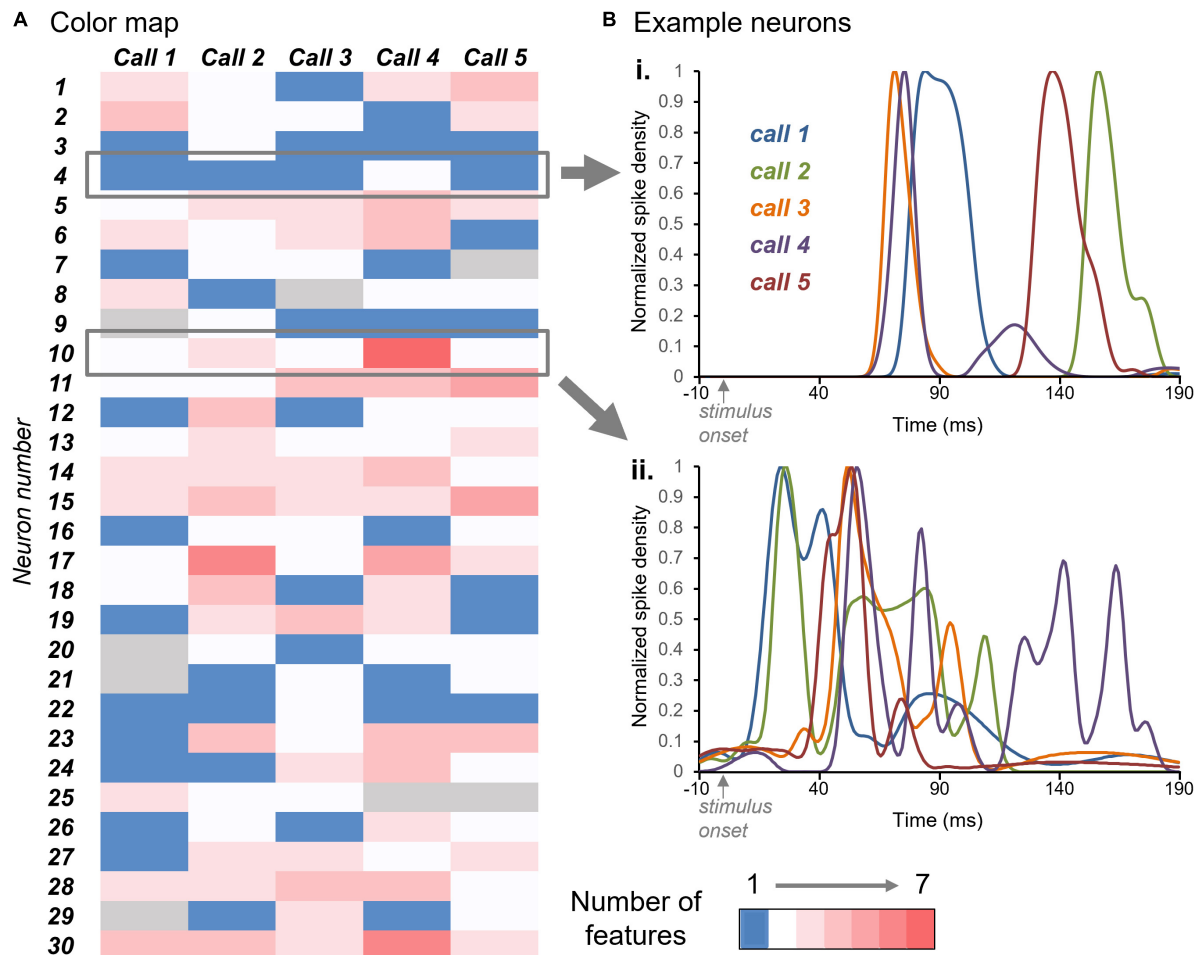 A Color map
Call 1 Call 2 Call 3 Call 4 Call 5
Neuron number
1
2
3
4
5
6
7
8
9
10
11
12
13
14
15
16
17
18
19
20
21
22
23
24
25
26
27
28
29
30
B Example neurons
i.
Normalized spike density
1
0.9
0.8
0.7
0.6
0.5
0.4
0.3
0.2
0.1
0
call 1
call 2
call 3
call 4
call 5
-10 40 90 140 190
stimulus
onset
Time (ms)
ii.
Normalized spike density
1
0.9
0.8
0.7
0.6
0.5
0.4
0.3
0.2
0.1
0
-10 40 90 140 190
stimulus
onset
Time (ms)
Number of
features
1 7